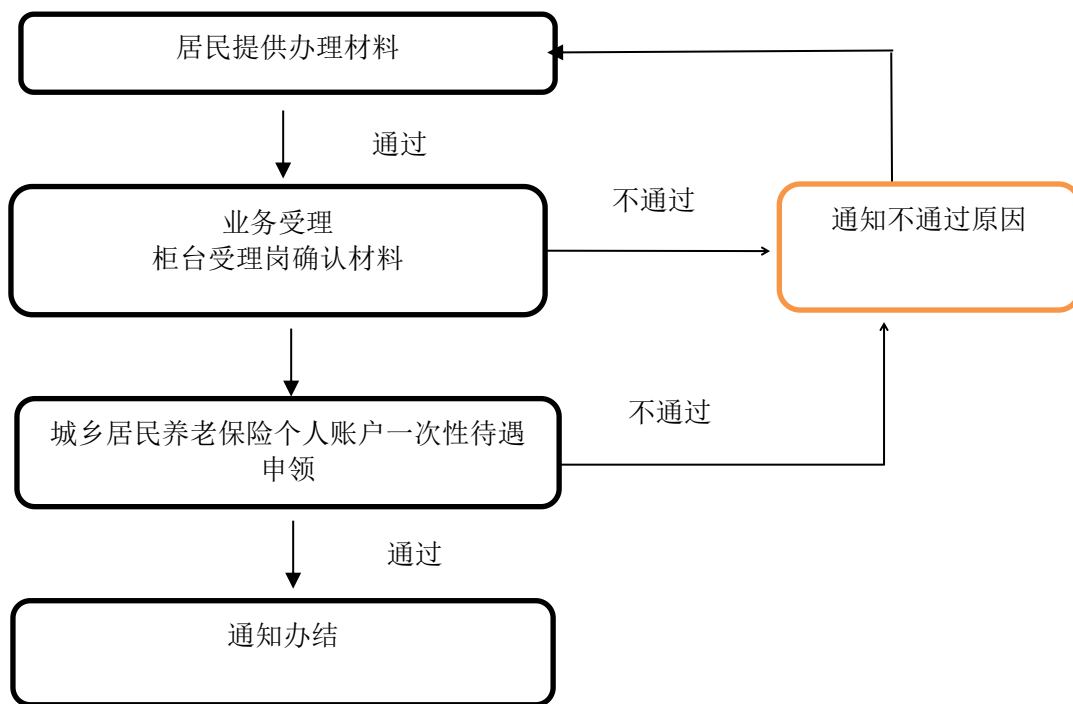 居民提供办理材料
通过
业务受理
柜台受理岗确认材料
不通过
通知不通过原因
城乡居民养老保险个人账户一次性待遇
申领
不通过
通过
通知办结